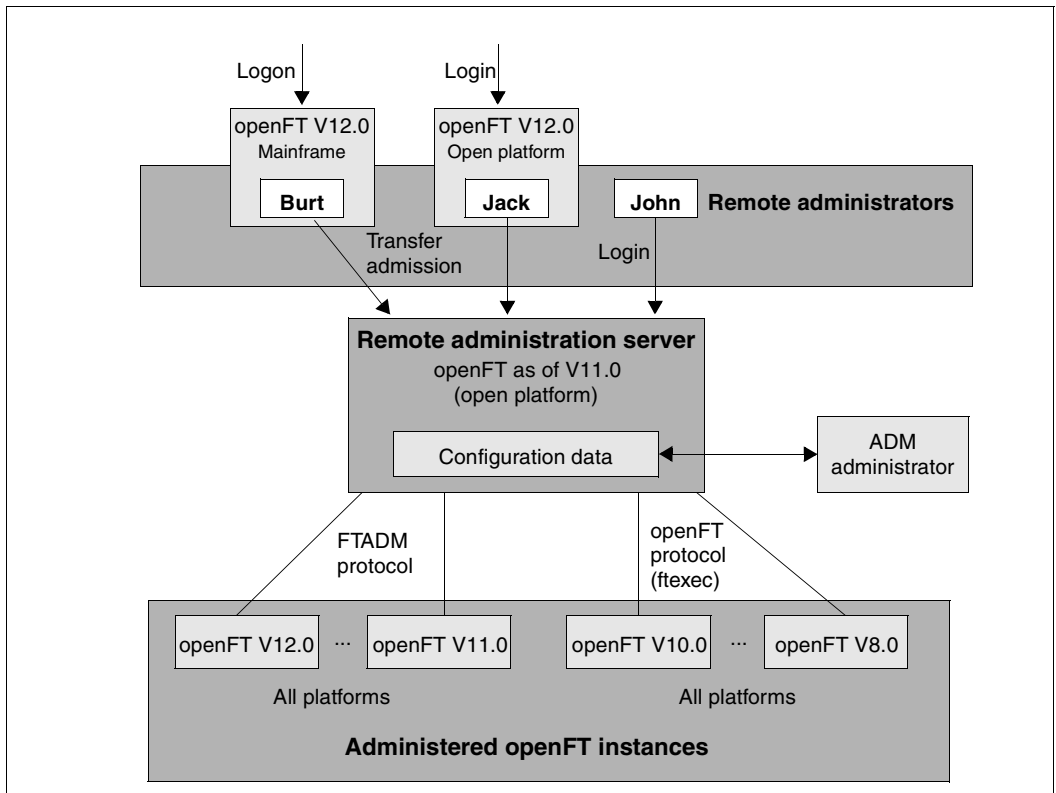 Logon
Login
openFT V12.0
Mainframe
openFT V12.0
Open platform
Burt
Jack
John
Remote administrators
Transfer
admission
Login
Remote administration server
openFT as of V11.0
(open platform)
Configuration data
ADM
administrator
FTADM
protocol
openFT
protocol
(ftexec)
openFT V12.0
...
openFT V11.0
openFT V10.0
...
openFT V8.0
All platforms
All platforms
Administered openFT instances